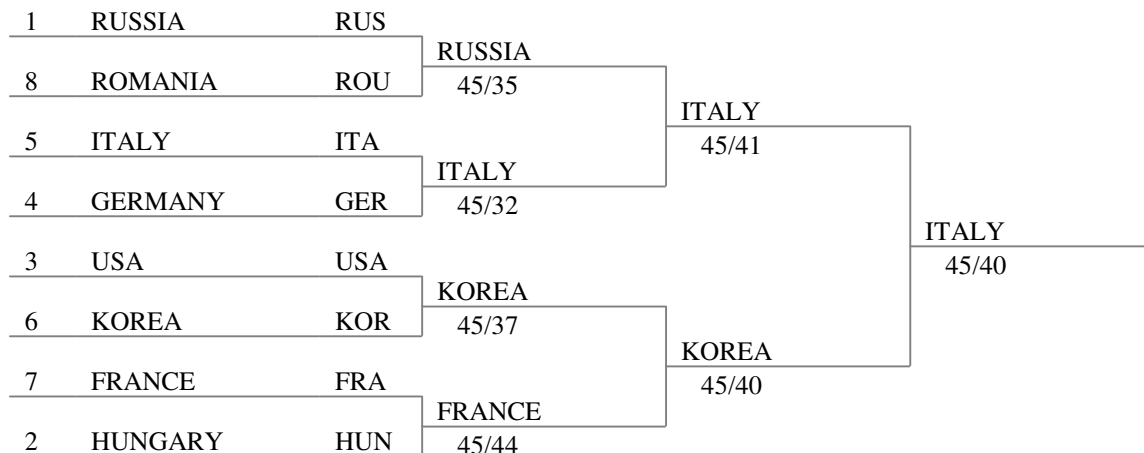 1 RUSSIA RUS
RUSSIA
8 ROMANIA ROU
45/35
ITALY
45/41
5 ITALY ITA
ITALY
4 GERMANY GER
45/32
ITALY
45/40
3 USA USA
KOREA
6 KOREA KOR
45/37
KOREA
45/40
7 FRANCE FRA
FRANCE
2 HUNGARY HUN
45/44